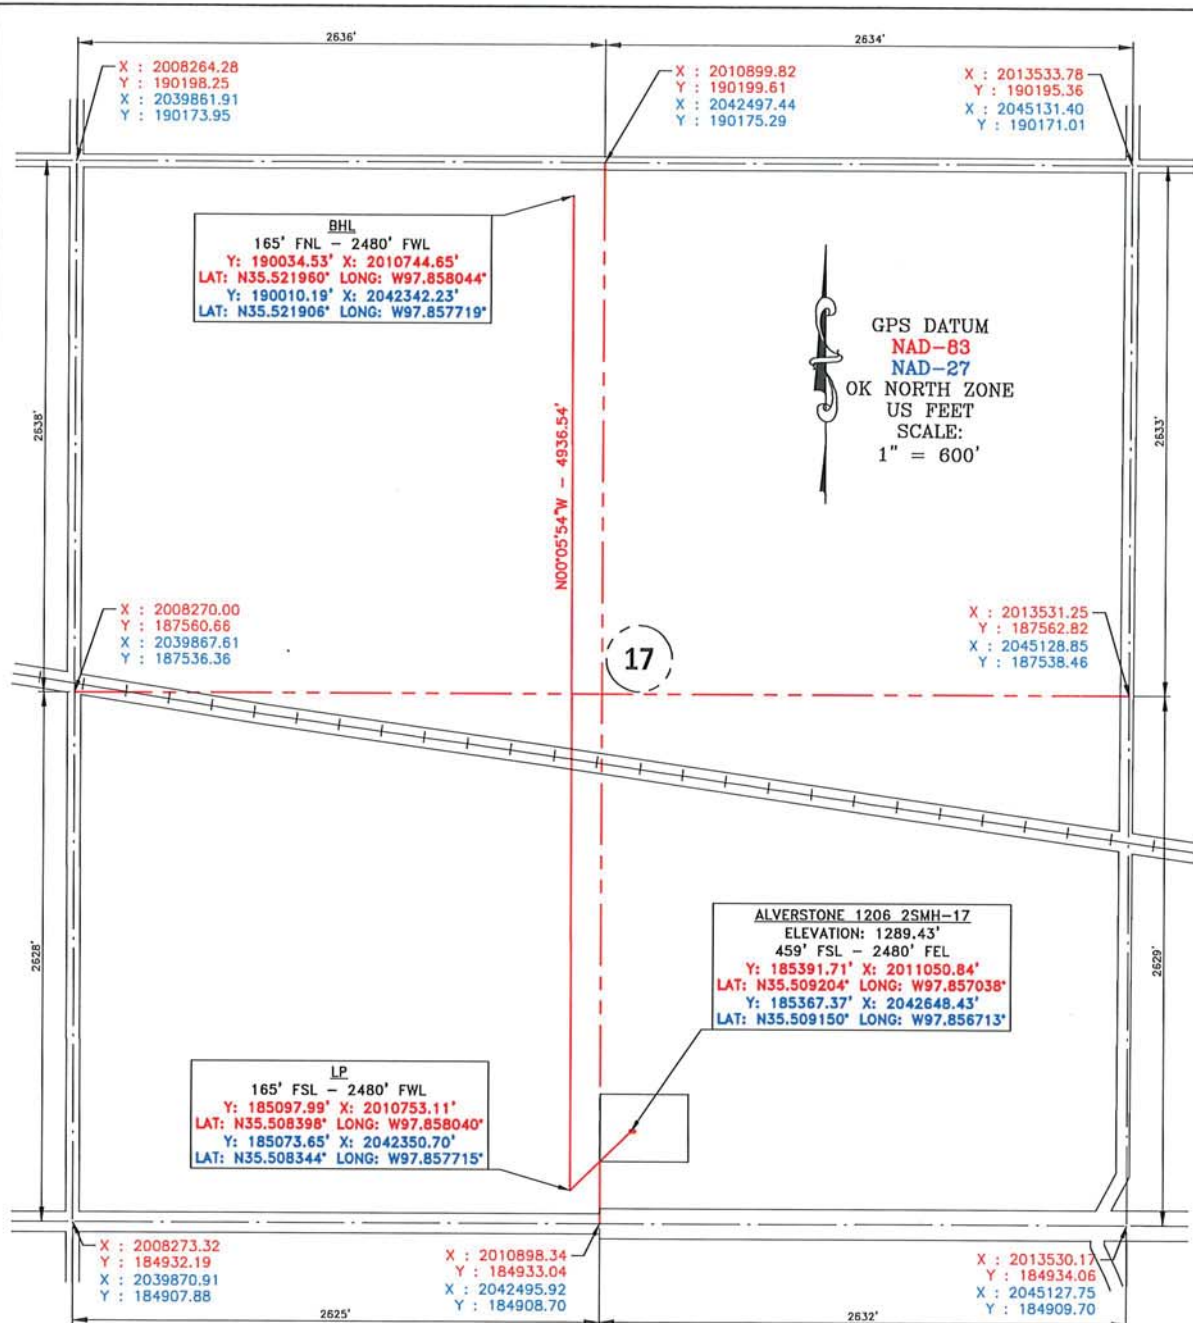 2636'
2634'
X : 2008264.28
Y : 190198.25
X : 2039861.91
Y : 190173.95
X : 2010899.82
Y : 190199.61
X : 2042497.44
Y : 190175.29
X : 2013533.78
Y : 190195.36
X : 2045131.40
Y : 190171.01
BHL
165' FNL - 2480' FWL
Y: 190034.53' X: 2010744.65'
LAT: N35.521960° LONG: W97.858044°
Y: 190010.19' X: 2042342.23'
LAT: N35.521906° LONG: W97.857719°
GPS DATUM
NAD-83
NAD-27
OK NORTH ZONE
US FEET
SCALE:
1" = 600'
2638'
N00°05'54"W - 4936.54'
2633'
X : 2008270.00
Y : 187560.66
X : 2039867.61
Y : 187536.36
17
X : 2013531.25
Y : 187562.82
X : 2045128.85
Y : 187538.46
2628'
2629'
ALVERSTONE 1206 2SMH-17
ELEVATION: 1289.43'
459' FSL - 2480' FEL
Y: 185391.71' X: 2011050.84'
LAT: N35.509204° LONG: W97.857038°
Y: 185367.37' X: 2042648.43'
LAT: N35.509150° LONG: W97.856713°
LP
165' FSL - 2480' FWL
Y: 185097.99' X: 2010753.11'
LAT: N35.508398° LONG: W97.858040°
Y: 185073.65' X: 2042350.70'
LAT: N35.508344° LONG: W97.857715°
X : 2008273.32
Y : 184932.19
X : 2039870.91
Y : 184907.88
X : 2010898.34
Y : 184933.04
X : 2042495.92
Y : 184908.70
X : 2013530.17
Y : 184934.06
X : 2045127.75
Y : 184909.70
2625'
2632'